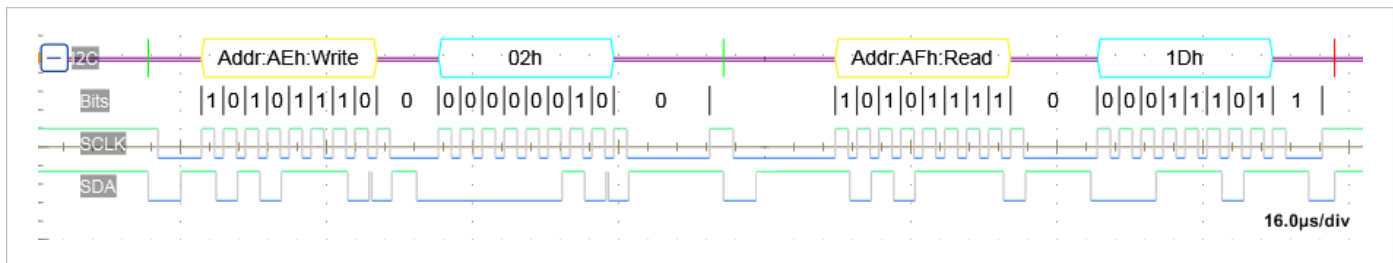 I2C Addr:AEh:Write 02h Addr:AFh:Read 1Dh
Bits 1 0 1 0 1 1 1 0 0 0 0 0 0 0 0 1 0 0 1 0 1 0 1 1 1 1 0 0 0 0 1 1 1 0 1 1
SCLK
SDA
16.0µs/div